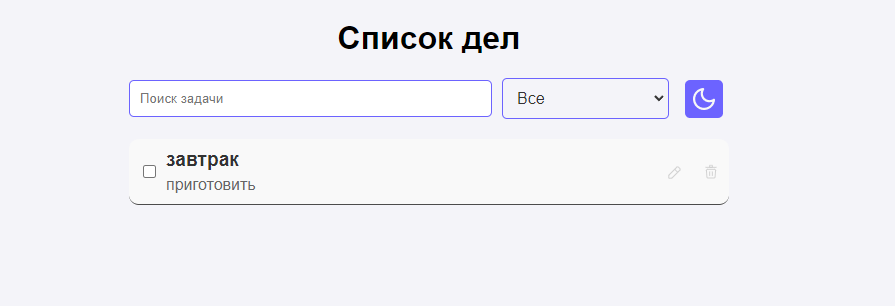 Список дел
Поиск задачи
Все
завтрак
приготовить